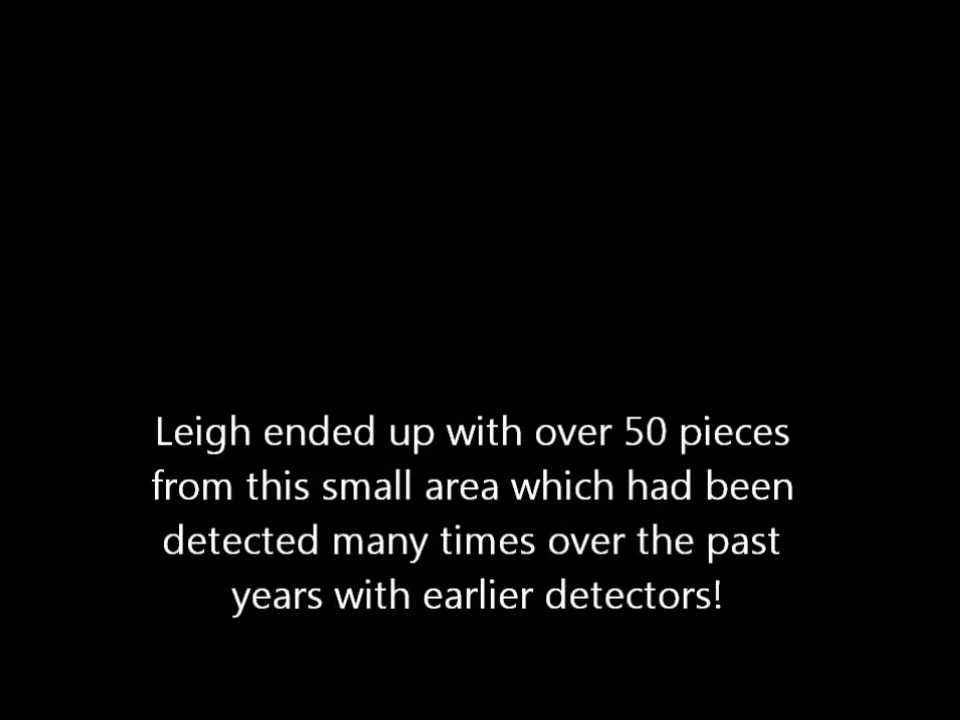 Leigh ended up with over 50 pieces
from this small area which had been
detected many times over the past
years with earlier detectors!